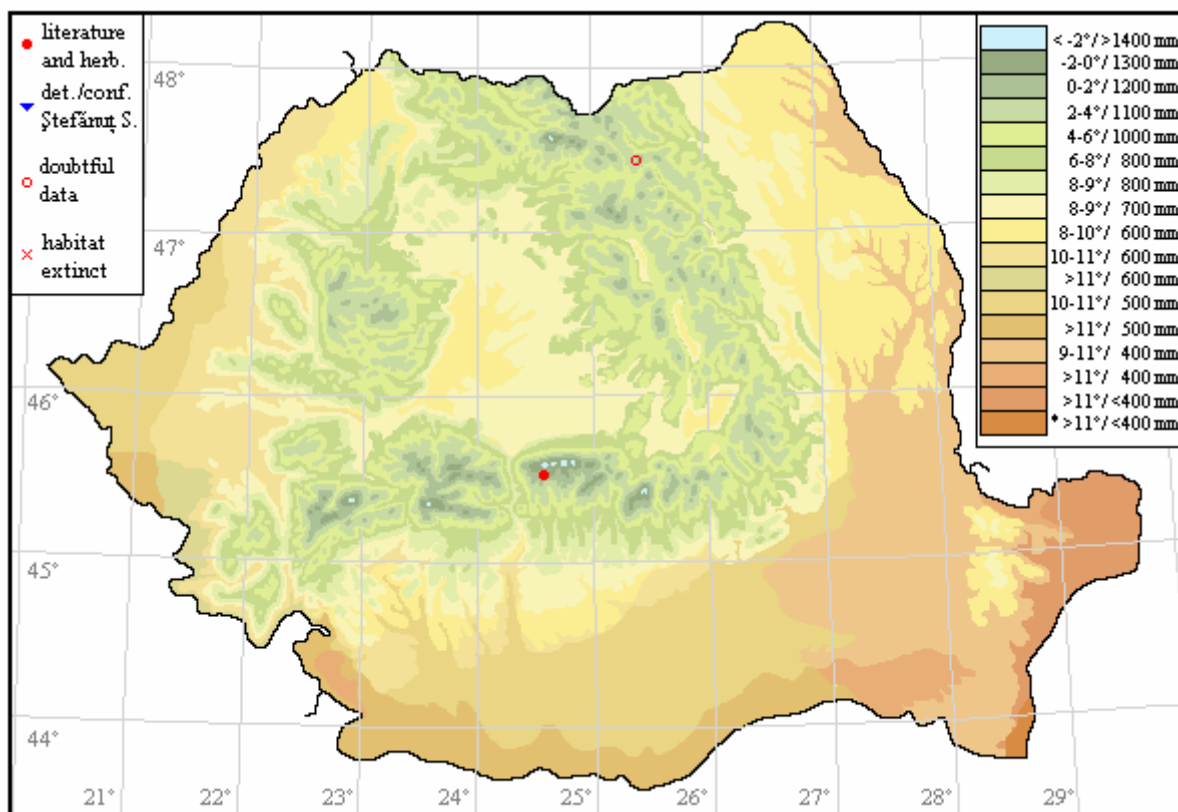 literature
and herb.
det./conf.
Ştefănuţ S.
doubtful
data
habitat
extinct
< -2°/>1400 mm
-2-0°/ 1300 mm
0-2°/ 1200 mm
2-4°/ 1100 mm
4-6°/ 1000 mm
6-8°/ 800 mm
8-9°/ 800 mm
8-9°/ 700 mm
8-10°/ 600 mm
10-11°/ 600 mm
>11°/ 600 mm
10-11°/ 500 mm
>11°/ 500 mm
9-11°/ 400 mm
>11°/ 400 mm
>11°/<400 mm
* >11°/<400 mm
48°
47°
46°
45°
44°
21° 22° 23° 24° 25° 26° 27° 28° 29°